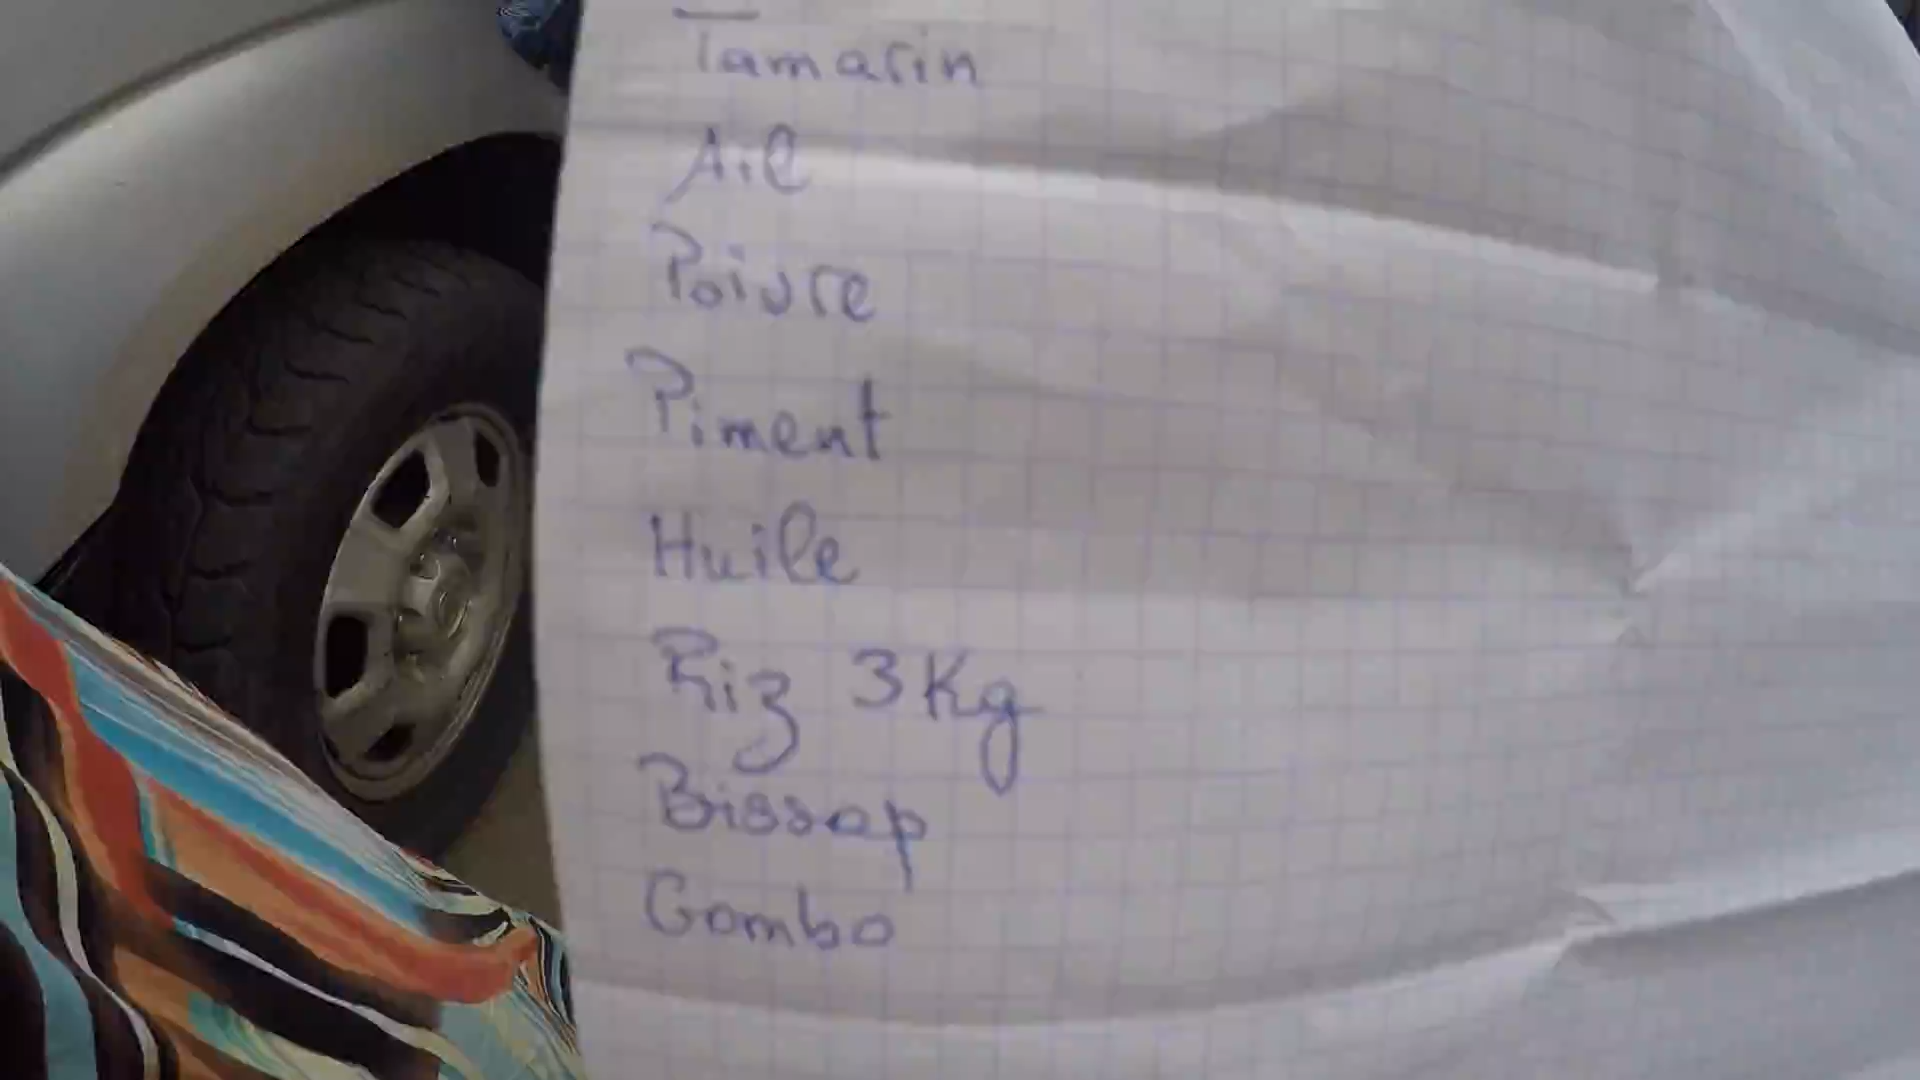 Tamarin
Ail
Poivre
Piment
Huile
Riz 3Kg
Bissap
Gombo